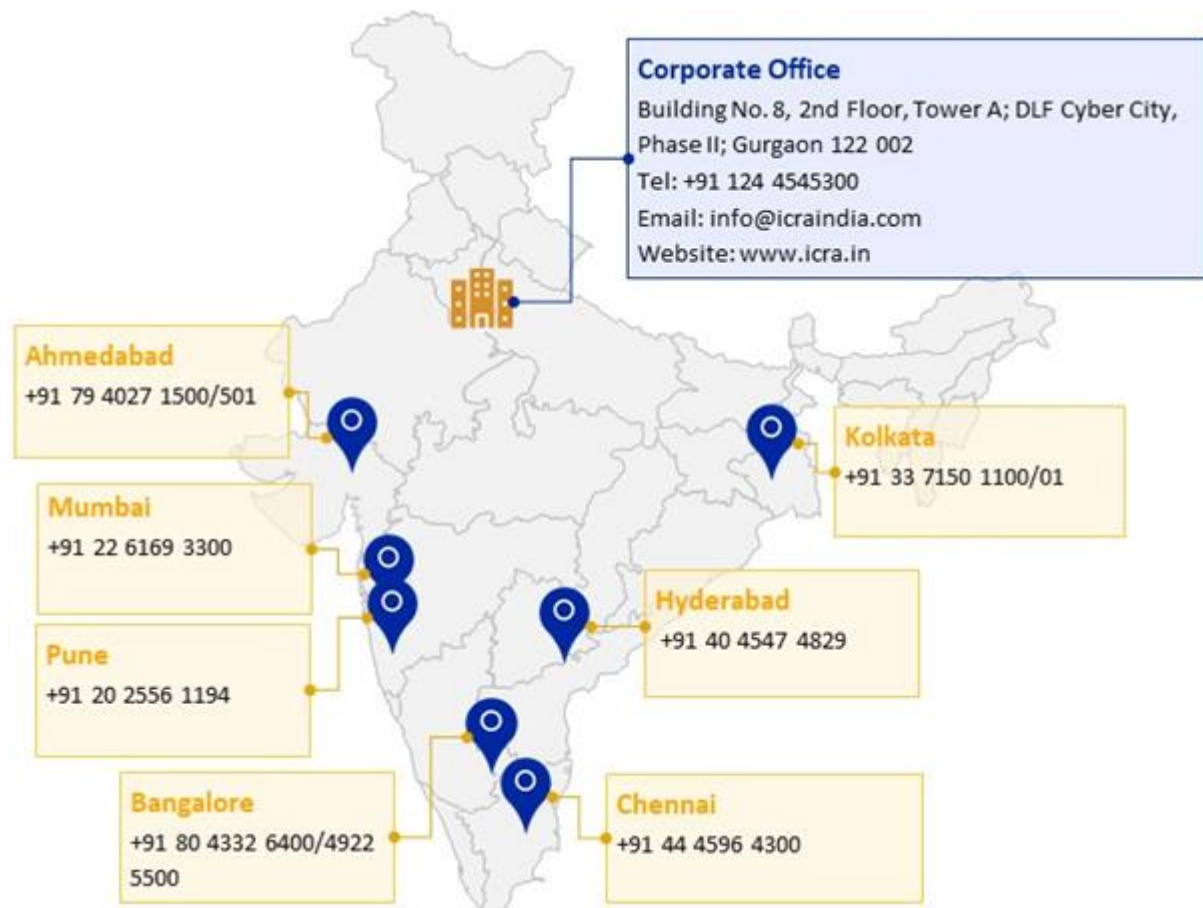 Corporate Office
Building No. 8, 2nd Floor, Tower A; DLF Cyber City,
Phase II; Gurgaon 122 002
Tel: +91 124 4545300
Email: info@icraindia.com
Website: www.icra.in
Ahmedabad
+91 79 4027 1500/501
Kolkata
+91 33 7150 1100/01
Mumbai
+91 22 6169 3300
Hyderabad
+91 40 4547 4829
Pune
+91 20 2556 1194
Bangalore
+91 80 4332 6400/4922
5500
Chennai
+91 44 4596 4300